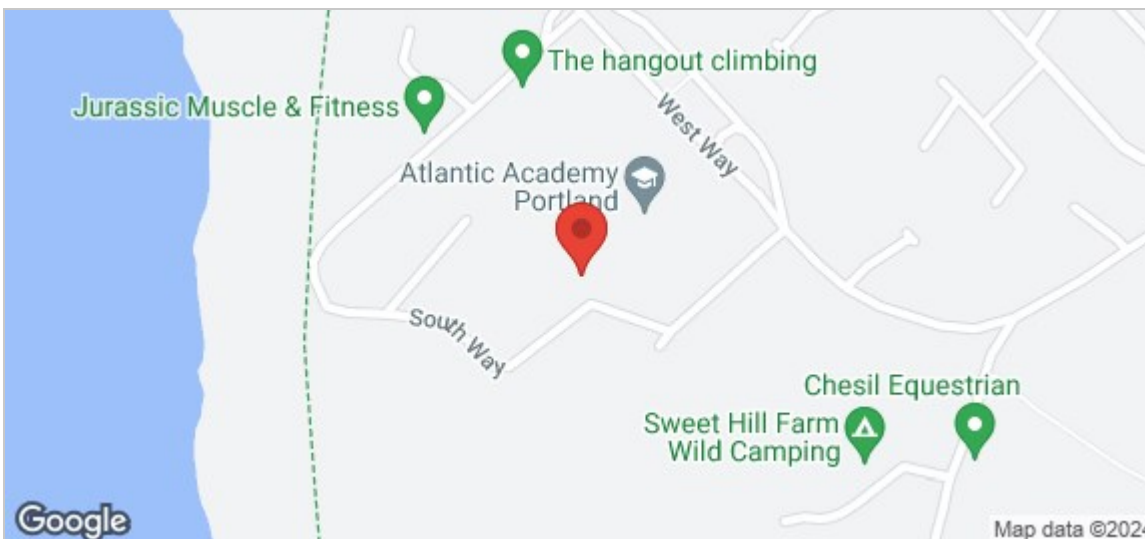 The hangout climbing
Jurassic Muscle & Fitness
West Way
Atlantic Academy
Portland
South Way
Chesil Equestrian
Sweet Hill Farm
Wild Camping
Google
Map data ©2024